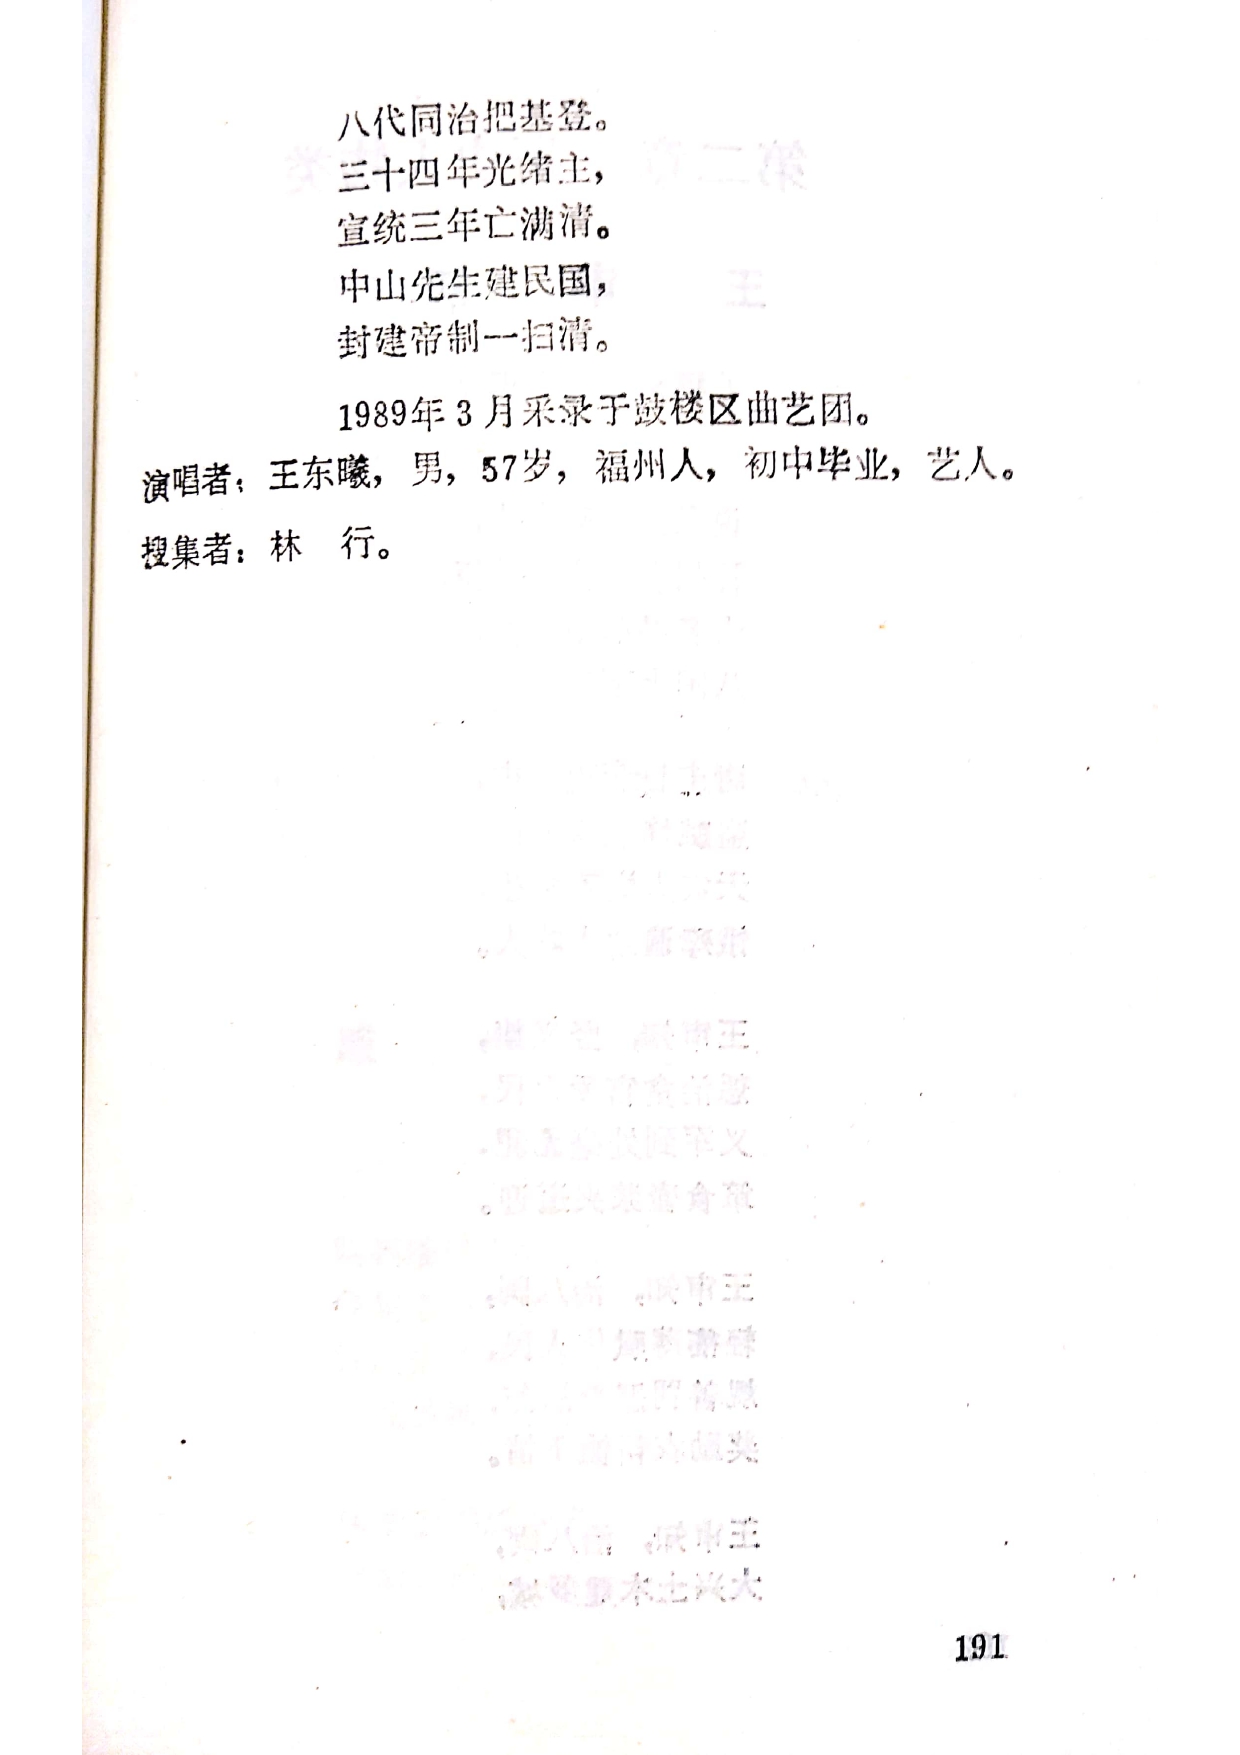 八代同治把基登。
三十四年光绪主，
宣统三年亡满清。
中山先生建民国，
封建帝制一扫清。
1989年3月采录于鼓楼区曲艺团。
演唱者：王东曦，男，57岁，福州人，初中毕业，艺人。
搜集者：林　行。
191